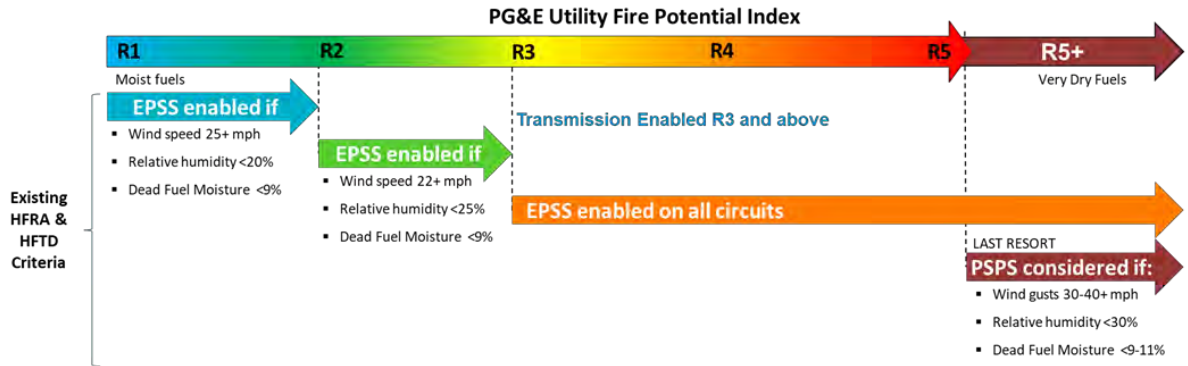 PG&E Utility Fire Potential Index
R1 R2 R3 R4 R5 R5+
Moist fuels
Very Dry Fuels
EPSS enabled if
▪ Wind speed 25+ mph
▪ Relative humidity <20%
▪ Dead Fuel Moisture <9%
Transmission Enabled R3 and above
EPSS enabled if
▪ Wind speed 22+ mph
▪ Relative humidity <25%
▪ Dead Fuel Moisture <9%
Existing
HFRA &
HFTD
Criteria
EPSS enabled on all circuits
LAST RESORT
PSPS considered if:
▪ Wind gusts 30-40+ mph
▪ Relative humidity <30%
▪ Dead Fuel Moisture <9-11%